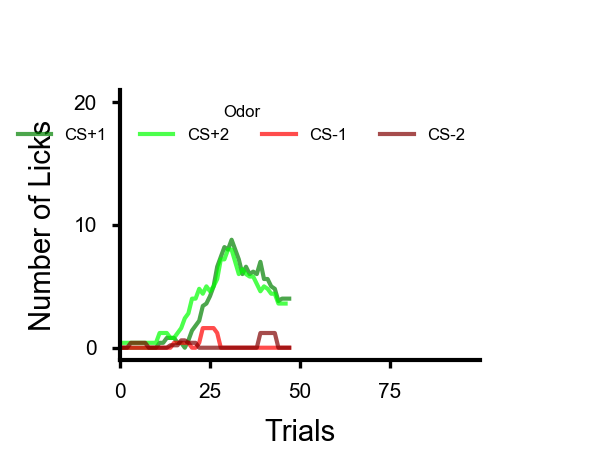 Odor
CS+1 CS+2 CS-1 CS-2
Number of Licks
20
10
0
0 25 50 75
Trials